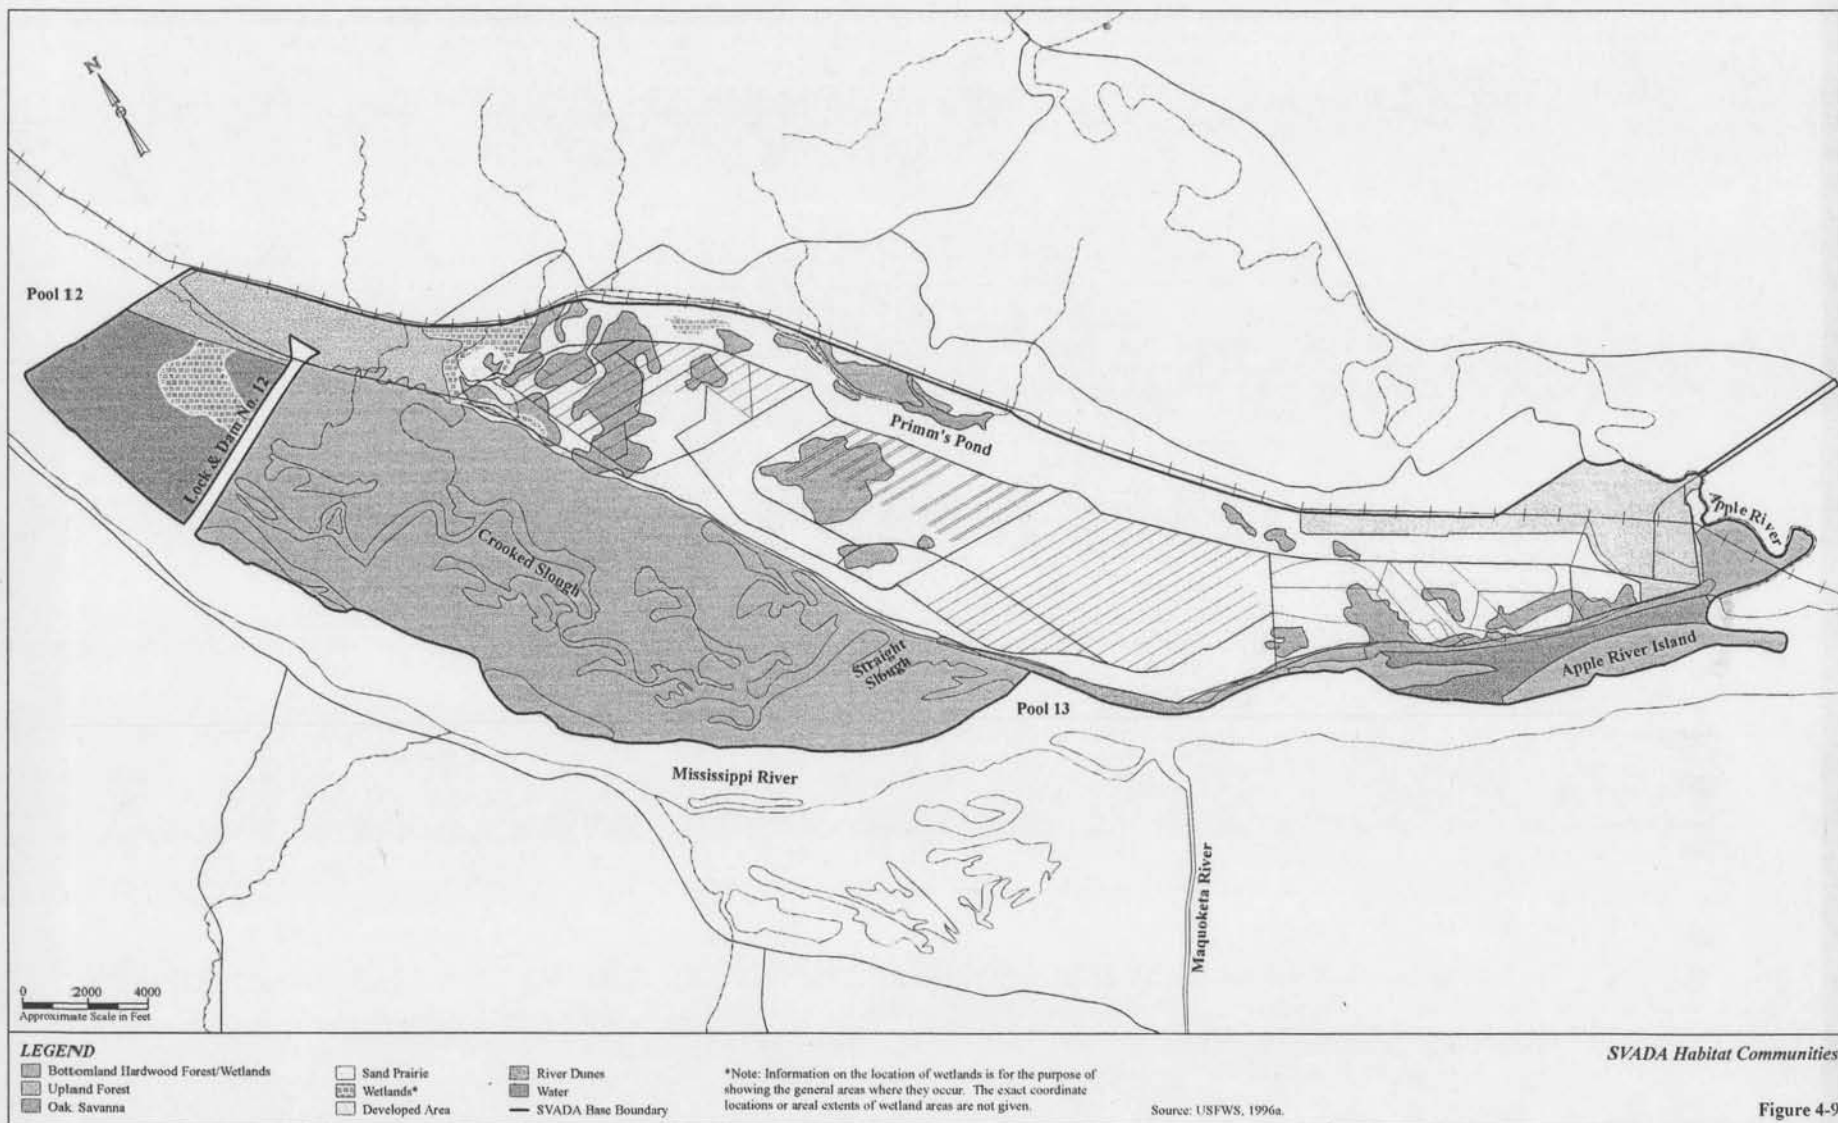 N
Pool 12
Lock & Dam No. 12
Primm's Pond
Apple River
Crooked Slough
Straight
Slough
Apple River Island
Pool 13
Mississippi River
Maquoketa River
0 2000 4000
Approximate Scale in Feet
LEGEND
Bottomland Hardwood Forest/Wetlands
Upland Forest
Oak Savanna
Sand Prairie
Wetlands*
Developed Area
River Dunes
Water
SVADA Base Boundary
*Note: Information on the location of wetlands is for the purpose of
showing the general areas where they occur. The exact coordinate
locations or areal extents of wetland areas are not given.
Source: USFWS, 1996a.
SVADA Habitat Communities
Figure 4-9